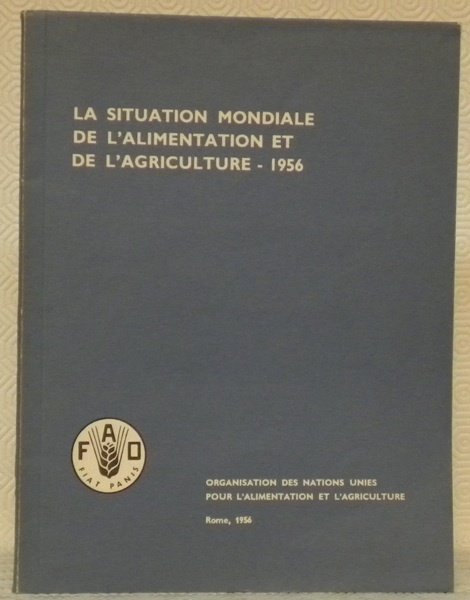 LA SITUATION MONDIALE
DE L'ALIMENTATION ET
DE L'AGRICULTURE - 1956
FAO
FIAT PANIS
ORGANISATION DES NATIONS UNIES
POUR L'ALIMENTATION ET L'AGRICULTURE
Rome, 1956